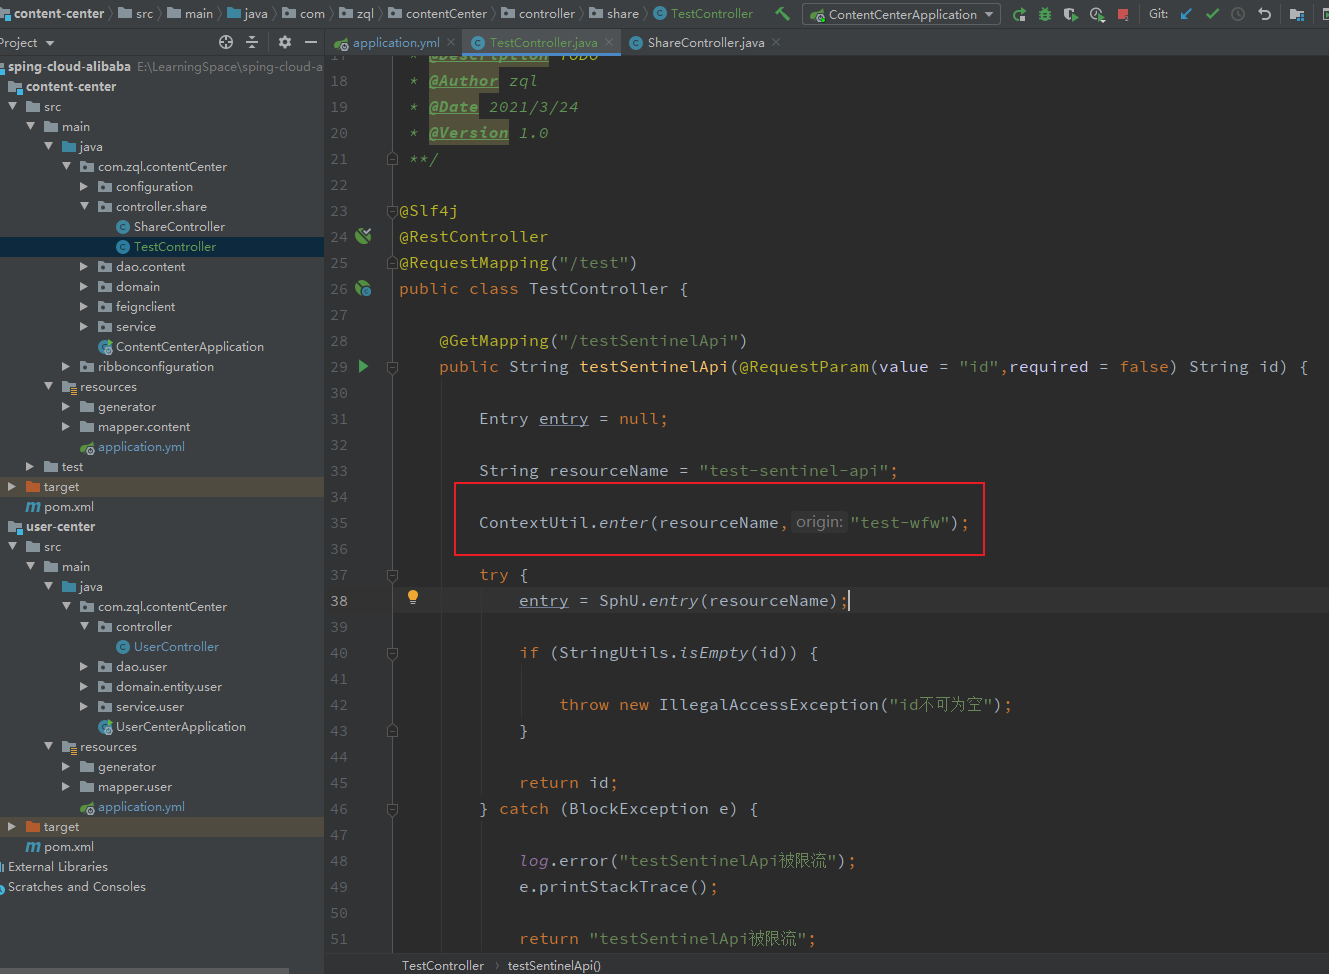 content-center src main java com zql contentCenter controller share TestController ContentCenterApplication Git:
Project
application.yml TestController.java ShareController.java
sping-cloud-alibaba E:\LearningSpace\sping-cloud-a
content-center
src
main
java
com.zql.contentCenter
configuration
controller.share
ShareController
TestController
dao.content
domain
feignclient
service
ContentCenterApplication
ribbonconfiguration
resources
generator
mapper.content
application.yml
test
target
pom.xml
user-center
src
main
java
com.zql.contentCenter
controller
UserController
dao.user
domain.entity.user
service.user
UserCenterApplication
resources
generator
mapper.user
application.yml
target
pom.xml
External Libraries
Scratches and Consoles
17 * @Description TODO
18 * @Author zql
19 * @Date 2021/3/24
20 * @Version 1.0
21 **/
22
23 @Slf4j
24 @RestController
25 @RequestMapping("/test")
26 public class TestController {
27
28 @GetMapping("/testSentinelApi")
29 public String testSentinelApi(@RequestParam(value = "id",required = false) String id) {
30
31 Entry entry = null;
32
33 String resourceName = "test-sentinel-api";
34
35 ContextUtil.enter(resourceName, origin: "test-wfw");
36
37 try {
38 entry = SphU.entry(resourceName);
39
40 if (StringUtils.isEmpty(id)) {
41
42 throw new IllegalAccessException("id不可为空");
43 }
44
45 return id;
46 } catch (BlockException e) {
47
48 log.error("testSentinelApi被限流");
49 e.printStackTrace();
50
51 return "testSentinelApi被限流";
TestController testSentinelApi()